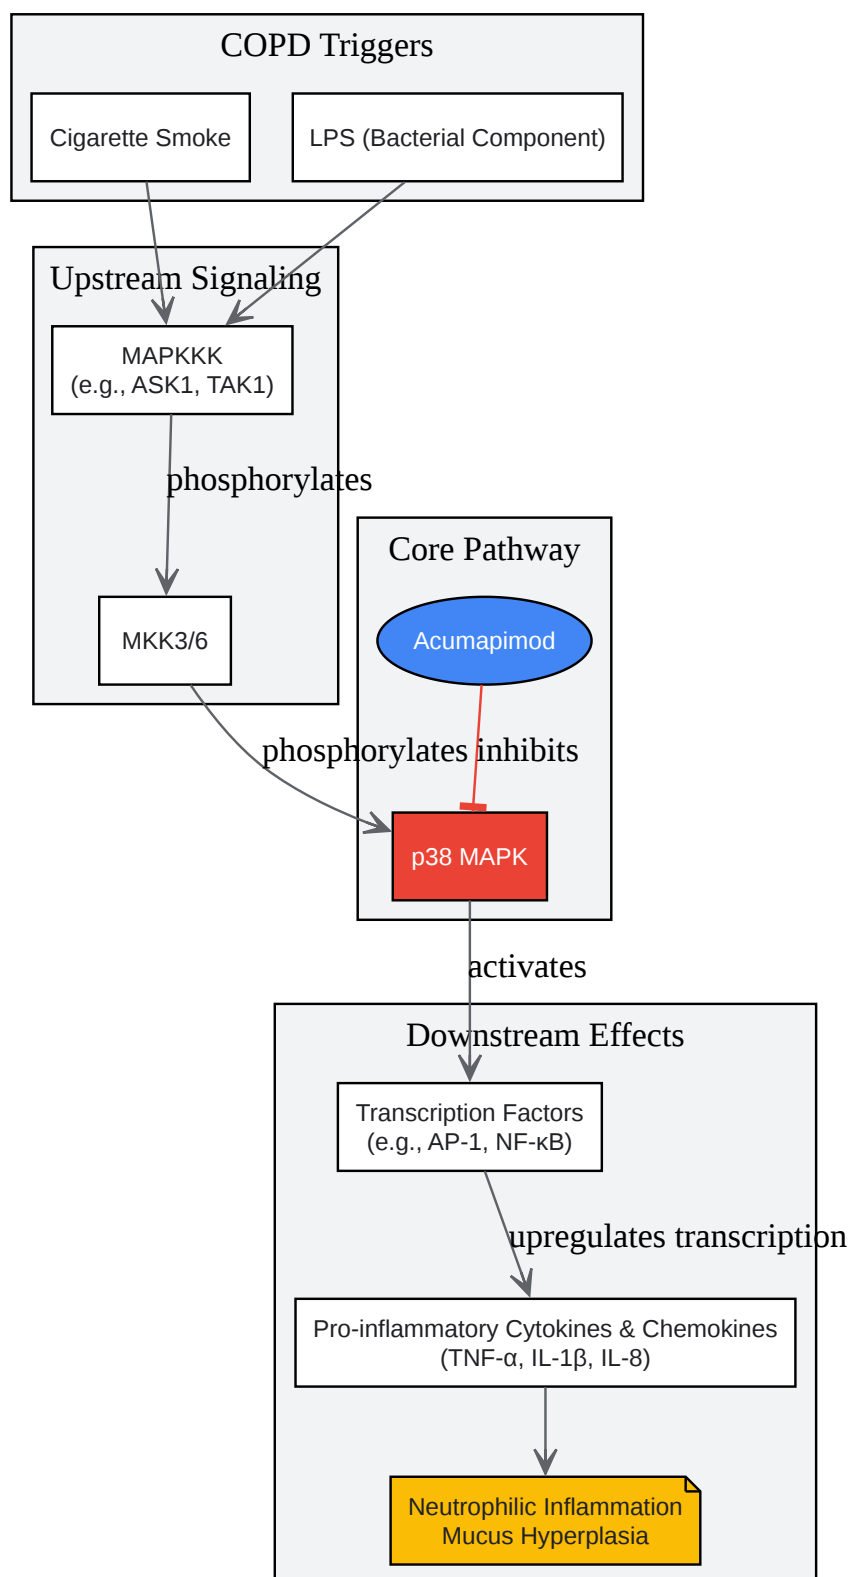 COPD Triggers
Cigarette Smoke
LPS (Bacterial Component)
Upstream Signaling
MAPKKK
(e.g., ASK1, TAK1)
phosphorylates
Core Pathway
MKK3/6
Acumapimod
phosphorylates
inhibits
p38 MAPK
activates
Downstream Effects
Transcription Factors
(e.g., AP-1, NF-κB)
upregulates transcription
Pro-inflammatory Cytokines & Chemokines
(TNF-α, IL-1β, IL-8)
Neutrophilic Inflammation
Mucus Hyperplasia